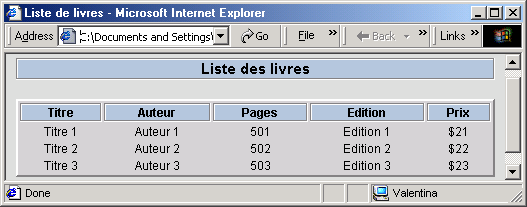 Liste de livres - Microsoft Internet Explorer
Address E:\Documents and Settings\ Go File » Back » Links »
Liste des livres
Titre Auteur Pages Edition Prix
Titre 1 Auteur 1 501 Edition 1 $21
Titre 2 Auteur 2 502 Edition 2 $22
Titre 3 Auteur 3 503 Edition 3 $23
Done Valentina